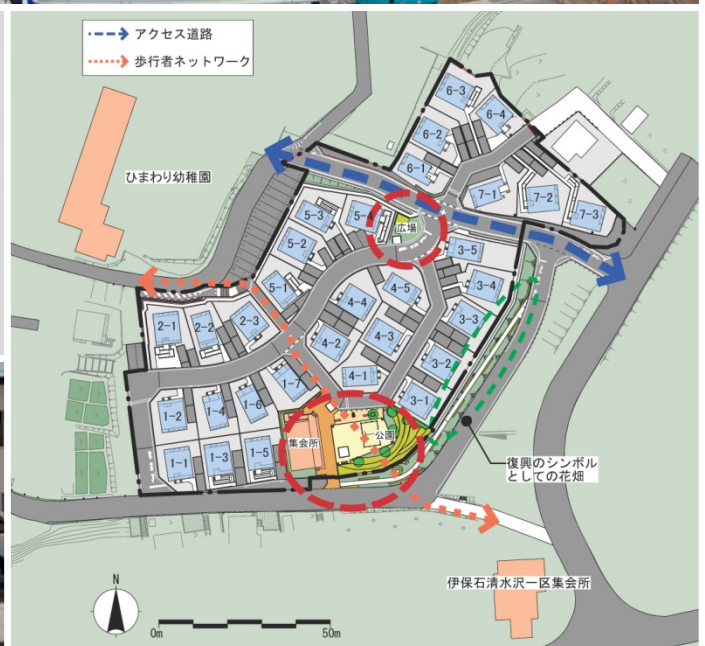 アクセス道路
歩行者ネットワーク
ひまわり幼稚園
6-3
6-4
6-2
6-1
7-1
7-2
7-3
5-3
5-4
広場
5-2
3-5
5-1
4-5
3-4
4-4
2-1
2-2
2-3
3-3
4-3
4-2
3-2
1-7
4-1
1-6
3-1
1-2
1-4
集会所
公園
1-1
1-3
1-5
復興のシンボル
としての花畑
伊保石清水沢一区集会所
N
0m
50m